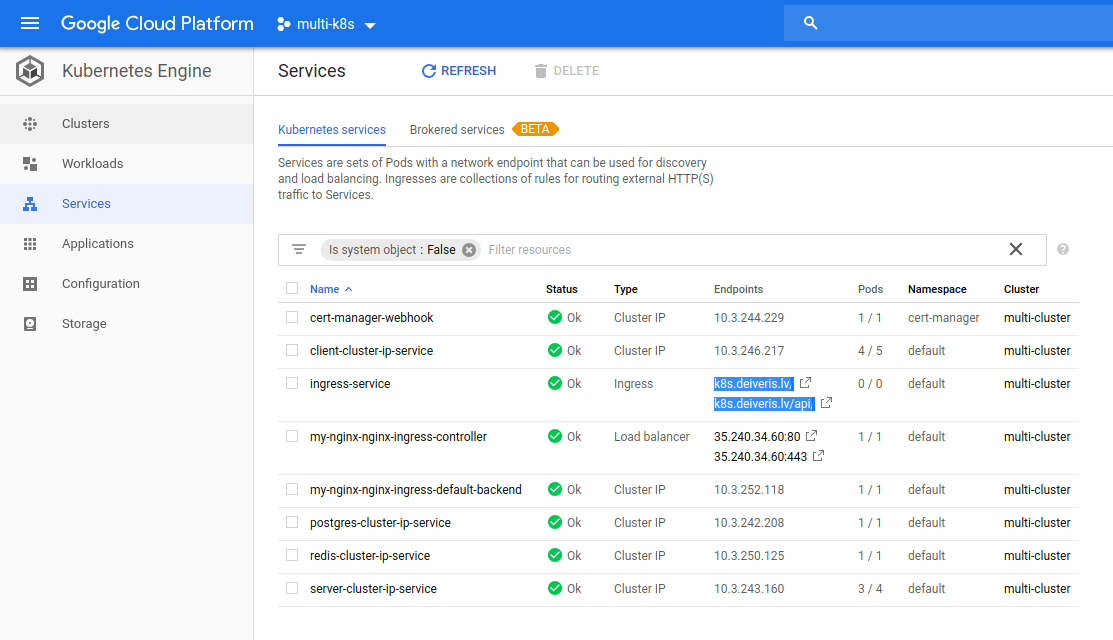 Google Cloud Platform multi-k8s
Kubernetes Engine
Services REFRESH DELETE
Clusters
Workloads
Services
Applications
Configuration
Storage
Kubernetes services Brokered services BETA
Services are sets of Pods with a network endpoint that can be used for discovery
and load balancing. Ingresses are collections of rules for routing external HTTP(S)
traffic to Services.
Is system object : False Filter resources
Name Status Type Endpoints Pods Namespace Cluster
cert-manager-webhook Ok Cluster IP 10.3.244.229 1 / 1 cert-manager multi-cluster
client-cluster-ip-service Ok Cluster IP 10.3.246.217 4 / 5 default multi-cluster
ingress-service Ok Ingress k8s.deiveris.lv, 0 / 0 default multi-cluster
k8s.deiveris.lv/api,
my-nginx-nginx-ingress-controller Ok Load balancer 35.240.34.60:80 1 / 1 default multi-cluster
35.240.34.60:443
my-nginx-nginx-ingress-default-backend Ok Cluster IP 10.3.252.118 1 / 1 default multi-cluster
postgres-cluster-ip-service Ok Cluster IP 10.3.242.208 1 / 1 default multi-cluster
redis-cluster-ip-service Ok Cluster IP 10.3.250.125 1 / 1 default multi-cluster
server-cluster-ip-service Ok Cluster IP 10.3.243.160 3 / 4 default multi-cluster